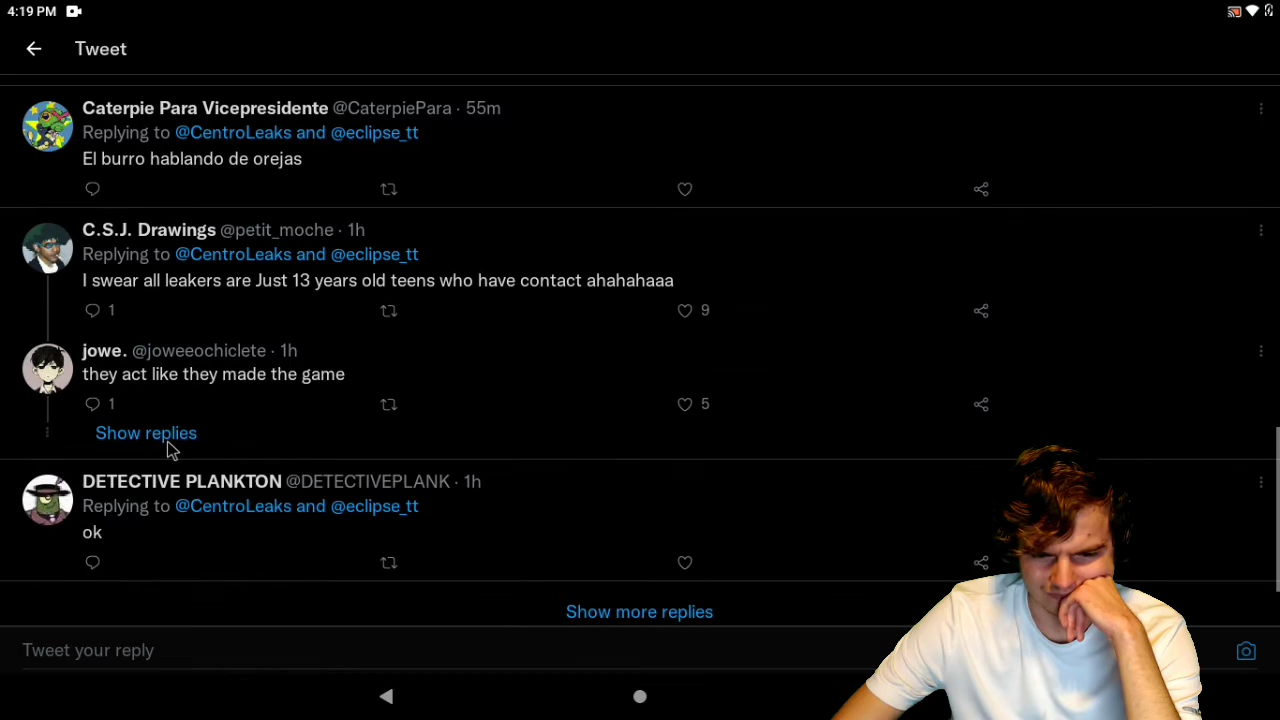 4:19 PM
Tweet
Caterpie Para Vicepresidente @CaterpiePara · 55m
Replying to @CentroLeaks and @eclipse_tt
El burro hablando de orejas
C.S.J. Drawings @petit_moche · 1h
Replying to @CentroLeaks and @eclipse_tt
I swear all leakers are Just 13 years old teens who have contact ahahahaaa
1 9
jowe. @joweeochiclete · 1h
they act like they made the game
1 5
Show replies
DETECTIVE PLANKTON @DETECTIVEPLANK · 1h
Replying to @CentroLeaks and @eclipse_tt
ok
Show more replies
Tweet your reply